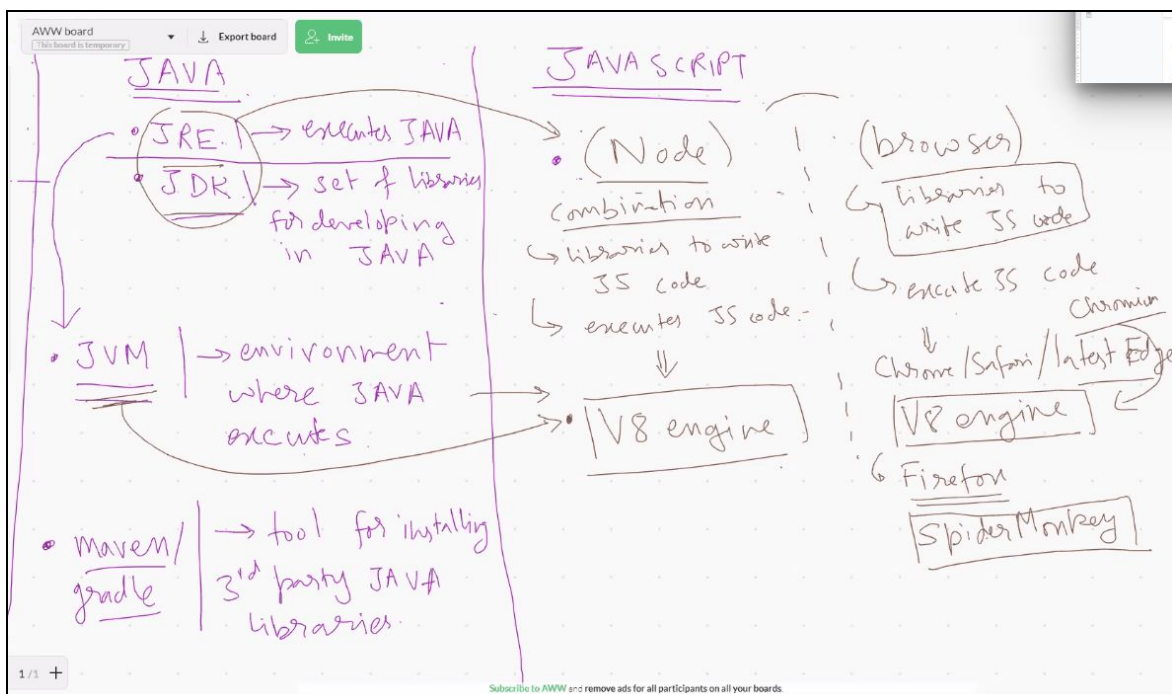 AWW board
This board is temporary
Export board
Invite
JAVA
• JRE | → executes JAVA
• JDK | → set of libraries
for developing
in JAVA
• JVM | → environment
where JAVA
executes.
• maven/
gradle
→ tool for installing
3rd party JAVA
libraries.
JAVASCRIPT
• (Node)
combination
↳ libraries to write
JS code
↳ executes JS code.
⇓
• V8 engine
(browser)
↳ libraries to
write JS code
↳ execute JS code
Chromium
⇓
Chrome/Safari/latest Edge
V8 engine
Firefox
SpiderMonkey
1/1 +
Subscribe to AWW and remove ads for all participants on all your boards.